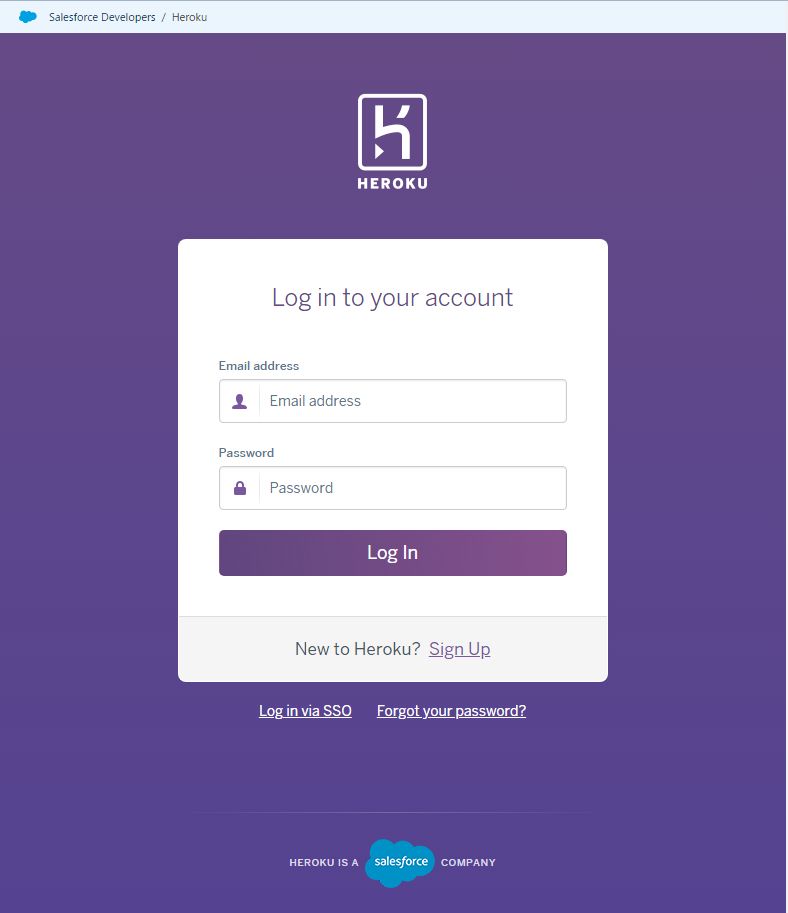 Salesforce Developers / Heroku
HEROKU
Log in to your account
Email address
Email address
Password
Password
Log In
New to Heroku? Sign Up
Log in via SSO Forgot your password?
HEROKU IS A salesforce COMPANY